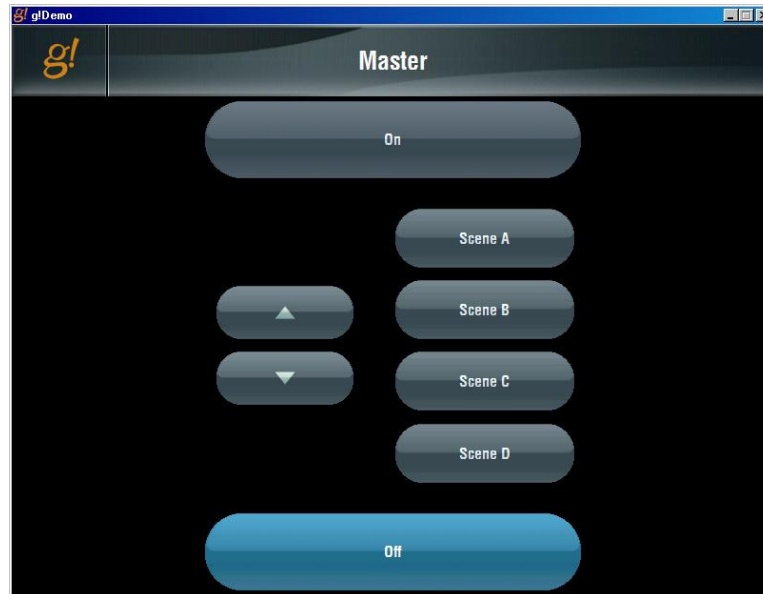 g! g!Demo
g!
Master
On
Scene A
Scene B
Scene C
Scene D
Off